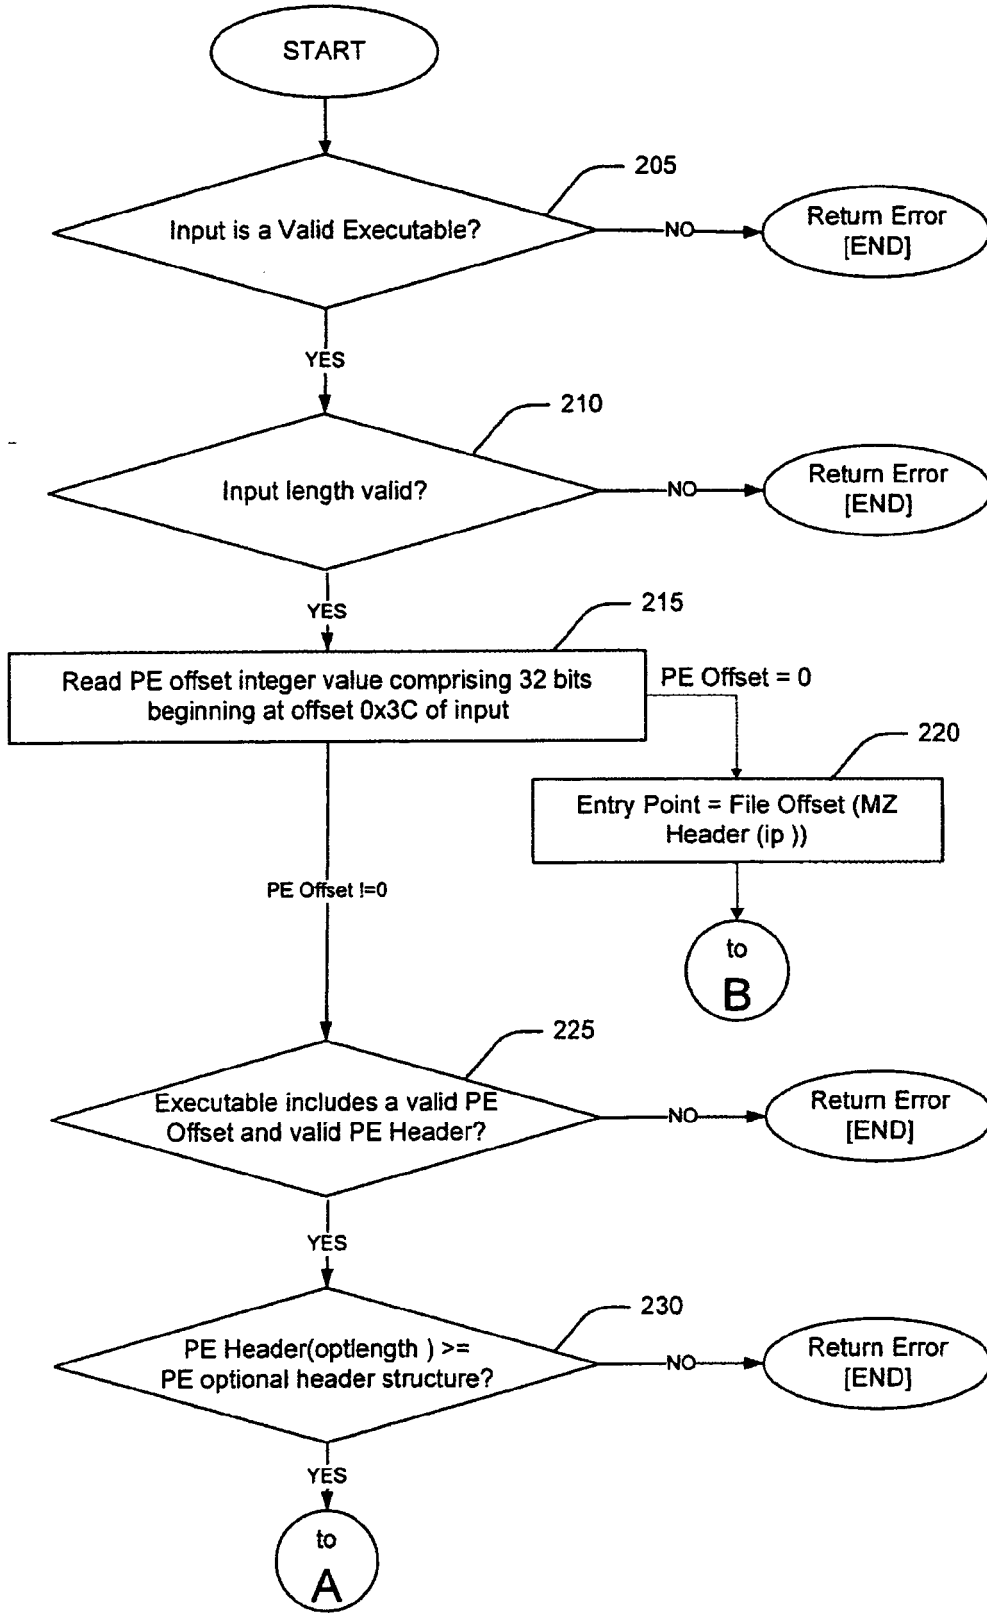 START
205
Input is a Valid Executable?
NO
Return Error
[END]
YES
210
Input length valid?
NO
Return Error
[END]
YES
215
Read PE offset integer value comprising 32 bits
beginning at offset 0x3C of input
PE Offset = 0
220
Entry Point = File Offset (MZ
Header (ip ))
PE Offset !=0
to
B
225
Executable includes a valid PE
Offset and valid PE Header?
NO
Return Error
[END]
YES
230
PE Header(optlength ) >=
PE optional header structure?
NO
Return Error
[END]
YES
to
A